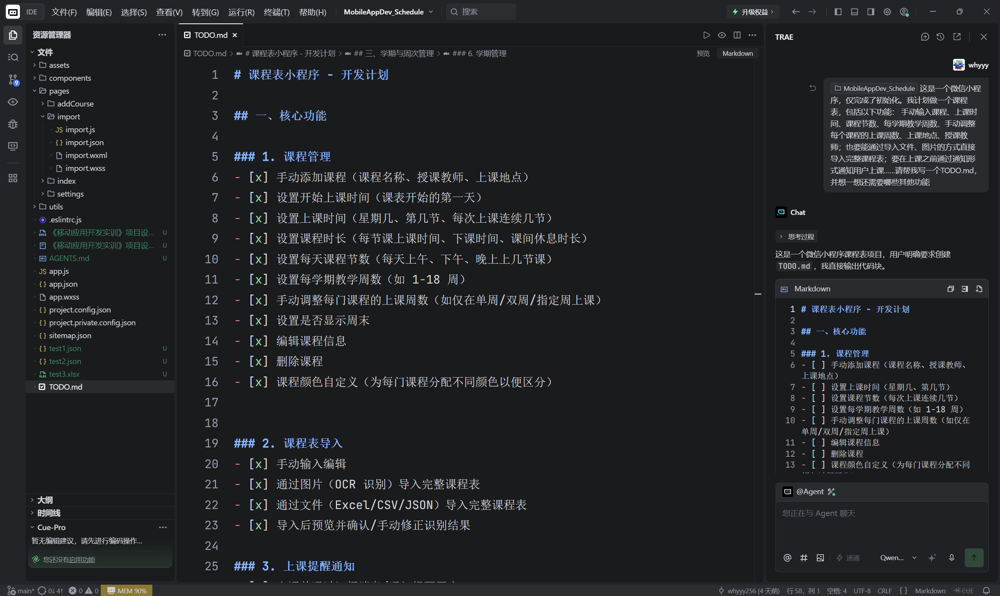 IDE 文件(F) 编辑(E) 选择(S) 查看(V) 转到(G) 运行(R) 终端(T) 帮助(H) MobileAppDev_Schedule 搜索 升级权益
资源管理器
文件
assets
components
pages
addCourse
import
JS import.js
{} import.json
import.wxml
import.wxss
index
settings
utils
.eslintrc.js
《移动应用开发实训》项目设... U
《移动应用开发实训》项目设... U
AGENTS.md U
JS app.js
{} app.json
app.wxss
{} project.config.json
{} project.private.config.json
{} sitemap.json
{} test1.json U
{} test2.json U
test3.xlsx U
TODO.md
大纲
时间线
Cue-Pro
暂无编辑建议，请先进行编码操作...
您还没有启用功能
9
TODO.md
TODO.md > # 课程表小程序 - 开发计划 > ## 三、学期与周次管理 > ### 6. 学期管理 预览 Markdown
1 # 课程表小程序 - 开发计划
2
3 ## 一、核心功能
4
5 ### 1. 课程管理
6 - [x] 手动添加课程（课程名称、授课教师、上课地点）
7 - [x] 设置开始上课时间（课表开始的第一天）
8 - [x] 设置上课时间（星期几、第几节、每次上课连续几节）
9 - [x] 设置课程时长（每节课上课时间、下课时间、课间休息时长）
10 - [x] 设置每天课程节数（每天上午、下午、晚上上几节课）
11 - [x] 设置每学期教学周数（如 1-18 周）
12 - [x] 手动调整每门课程的上课周数（如仅在单周/双周/指定周上课）
13 - [x] 设置是否显示周末
14 - [x] 编辑课程信息
15 - [x] 删除课程
16 - [x] 课程颜色自定义（为每门课程分配不同颜色以便区分）
17
18
19 ### 2. 课程表导入
20 - [x] 手动输入编辑
21 - [x] 通过图片（OCR 识别）导入完整课程表
22 - [x] 通过文件（Excel/CSV/JSON）导入完整课程表
23 - [x] 导入后预览并确认/手动修正识别结果
24
25 ### 3. 上课提醒通知
TRAE
whyyy
MobileAppDev_Schedule 这是一个微信小程
序，仅完成了初始化。我计划做一个课程
表，包括以下功能： 手动输入课程、上课时
间、课程节数、每学期教学周数、手动调整
每个课程的上课周数、上课地点、授课教
师；也要能通过导入文件、图片的方式直接
导入完整课程表；要在上课之前通过通知形
式通知用户上课......请帮我写一个TODO.md，
并想一想还需要哪些其他功能
Chat
思考过程
这是一个微信小程序课程表项目，用户明确要求创建
TODO.md ，我直接输出代码块。
Markdown
1 # 课程表小程序 - 开发计划
2
3 ## 一、核心功能
4
5 ### 1. 课程管理
6 - [ ] 手动添加课程（课程名称、授课教师、
上课地点）
7 - [ ] 设置上课时间（星期几、第几节）
8 - [ ] 设置课程节数（每次上课连续几节）
9 - [ ] 设置每学期教学周数（如 1-18 周）
10 - [ ] 手动调整每门课程的上课周数（如仅在
单周/双周/指定周上课）
11 - [ ] 编辑课程信息
12 - [ ] 删除课程
13 - [ ] 课程颜色自定义（为每门课程分配不同
@Agent
您正在与 Agent 聊天
速通 Qwen...
main* 0↓ 4↑ 0 0 MEM 90% whyyy256 (4 天前) 行 58，列 1 空格: 4 UTF-8 CRLF {} Markdown CUE